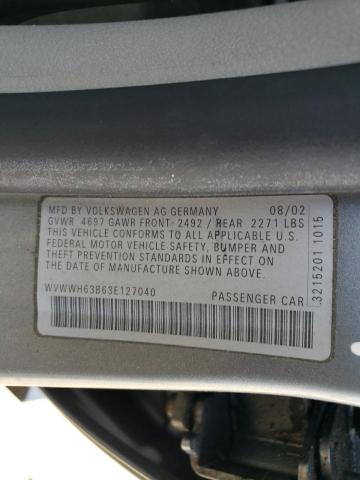 MFD BY VOLKSWAGEN AG GERMANY 08/02
GVWR 4697 GAWR FRONT 2492 / REAR 2271 LBS
THIS VEHICLE CONFORMS TO ALL APPLICABLE U.S.
FEDERAL MOTOR VEHICLE SAFETY, BUMPER AND
THEFT PREVENTION STANDARDS IN EFFECT ON THE
DATE OF MANUFACTURE SHOWN ABOVE
WVWWH63B63E127040 PASSENGER CAR
3215201 1015